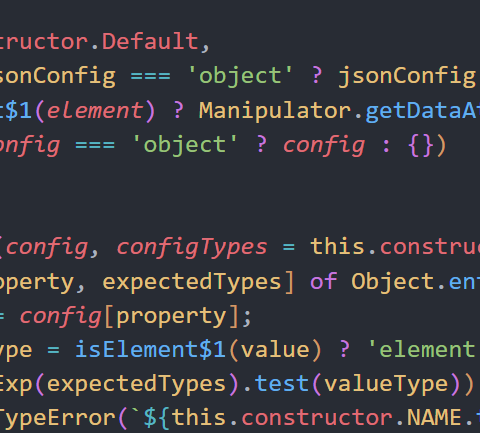 tructor.Default,
sonConfig === 'object' ? jsonConfig
t$1(element) ? Manipulator.getDataAt
onfig === 'object' ? config : {})
(config, configTypes = this.construc
operty, expectedTypes] of Object.ent
= config[property];
ype = isElement$1(value) ? 'element
Exp(expectedTypes).test(valueType))
TypeError(`${this.constructor.NAME.t